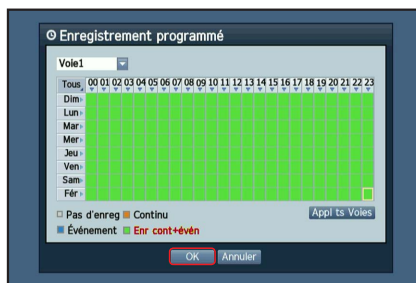 Enregistrement programmé
Voie1
Tous 00 01 02 03 04 05 06 07 08 09 10 11 12 13 14 15 16 17 18 19 20 21 22 23
Dim
Lun
Mar
Mer
Jeu
Ven
Sam
Fér
Pas d'enreg Continu Appl ts Voies
Événement Enr cont+évén
OK Annuler